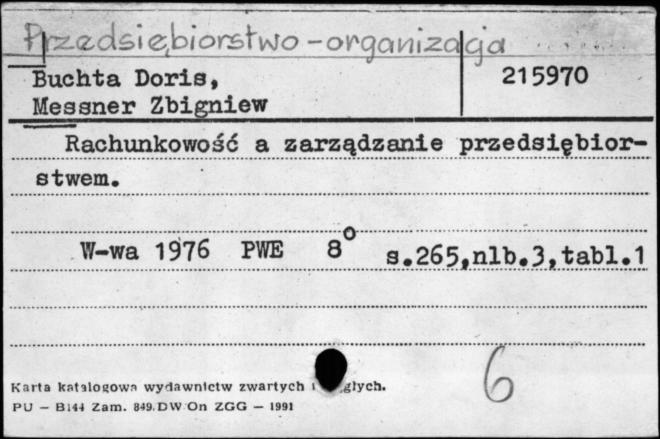 Przedsiębiorstwo-organizacja
Buchta Doris,
215970
Messner Zbigniew
Rachunkowość a zarządzanie przedsiębior-
stwem.
W-wa 1976 PWE 8° s.265,nlb.3,tabl.1
6
Karta katalogowa wydawnictw zwartych i głych.
PU — B144 Zam. 849. DW On ZGG — 1991